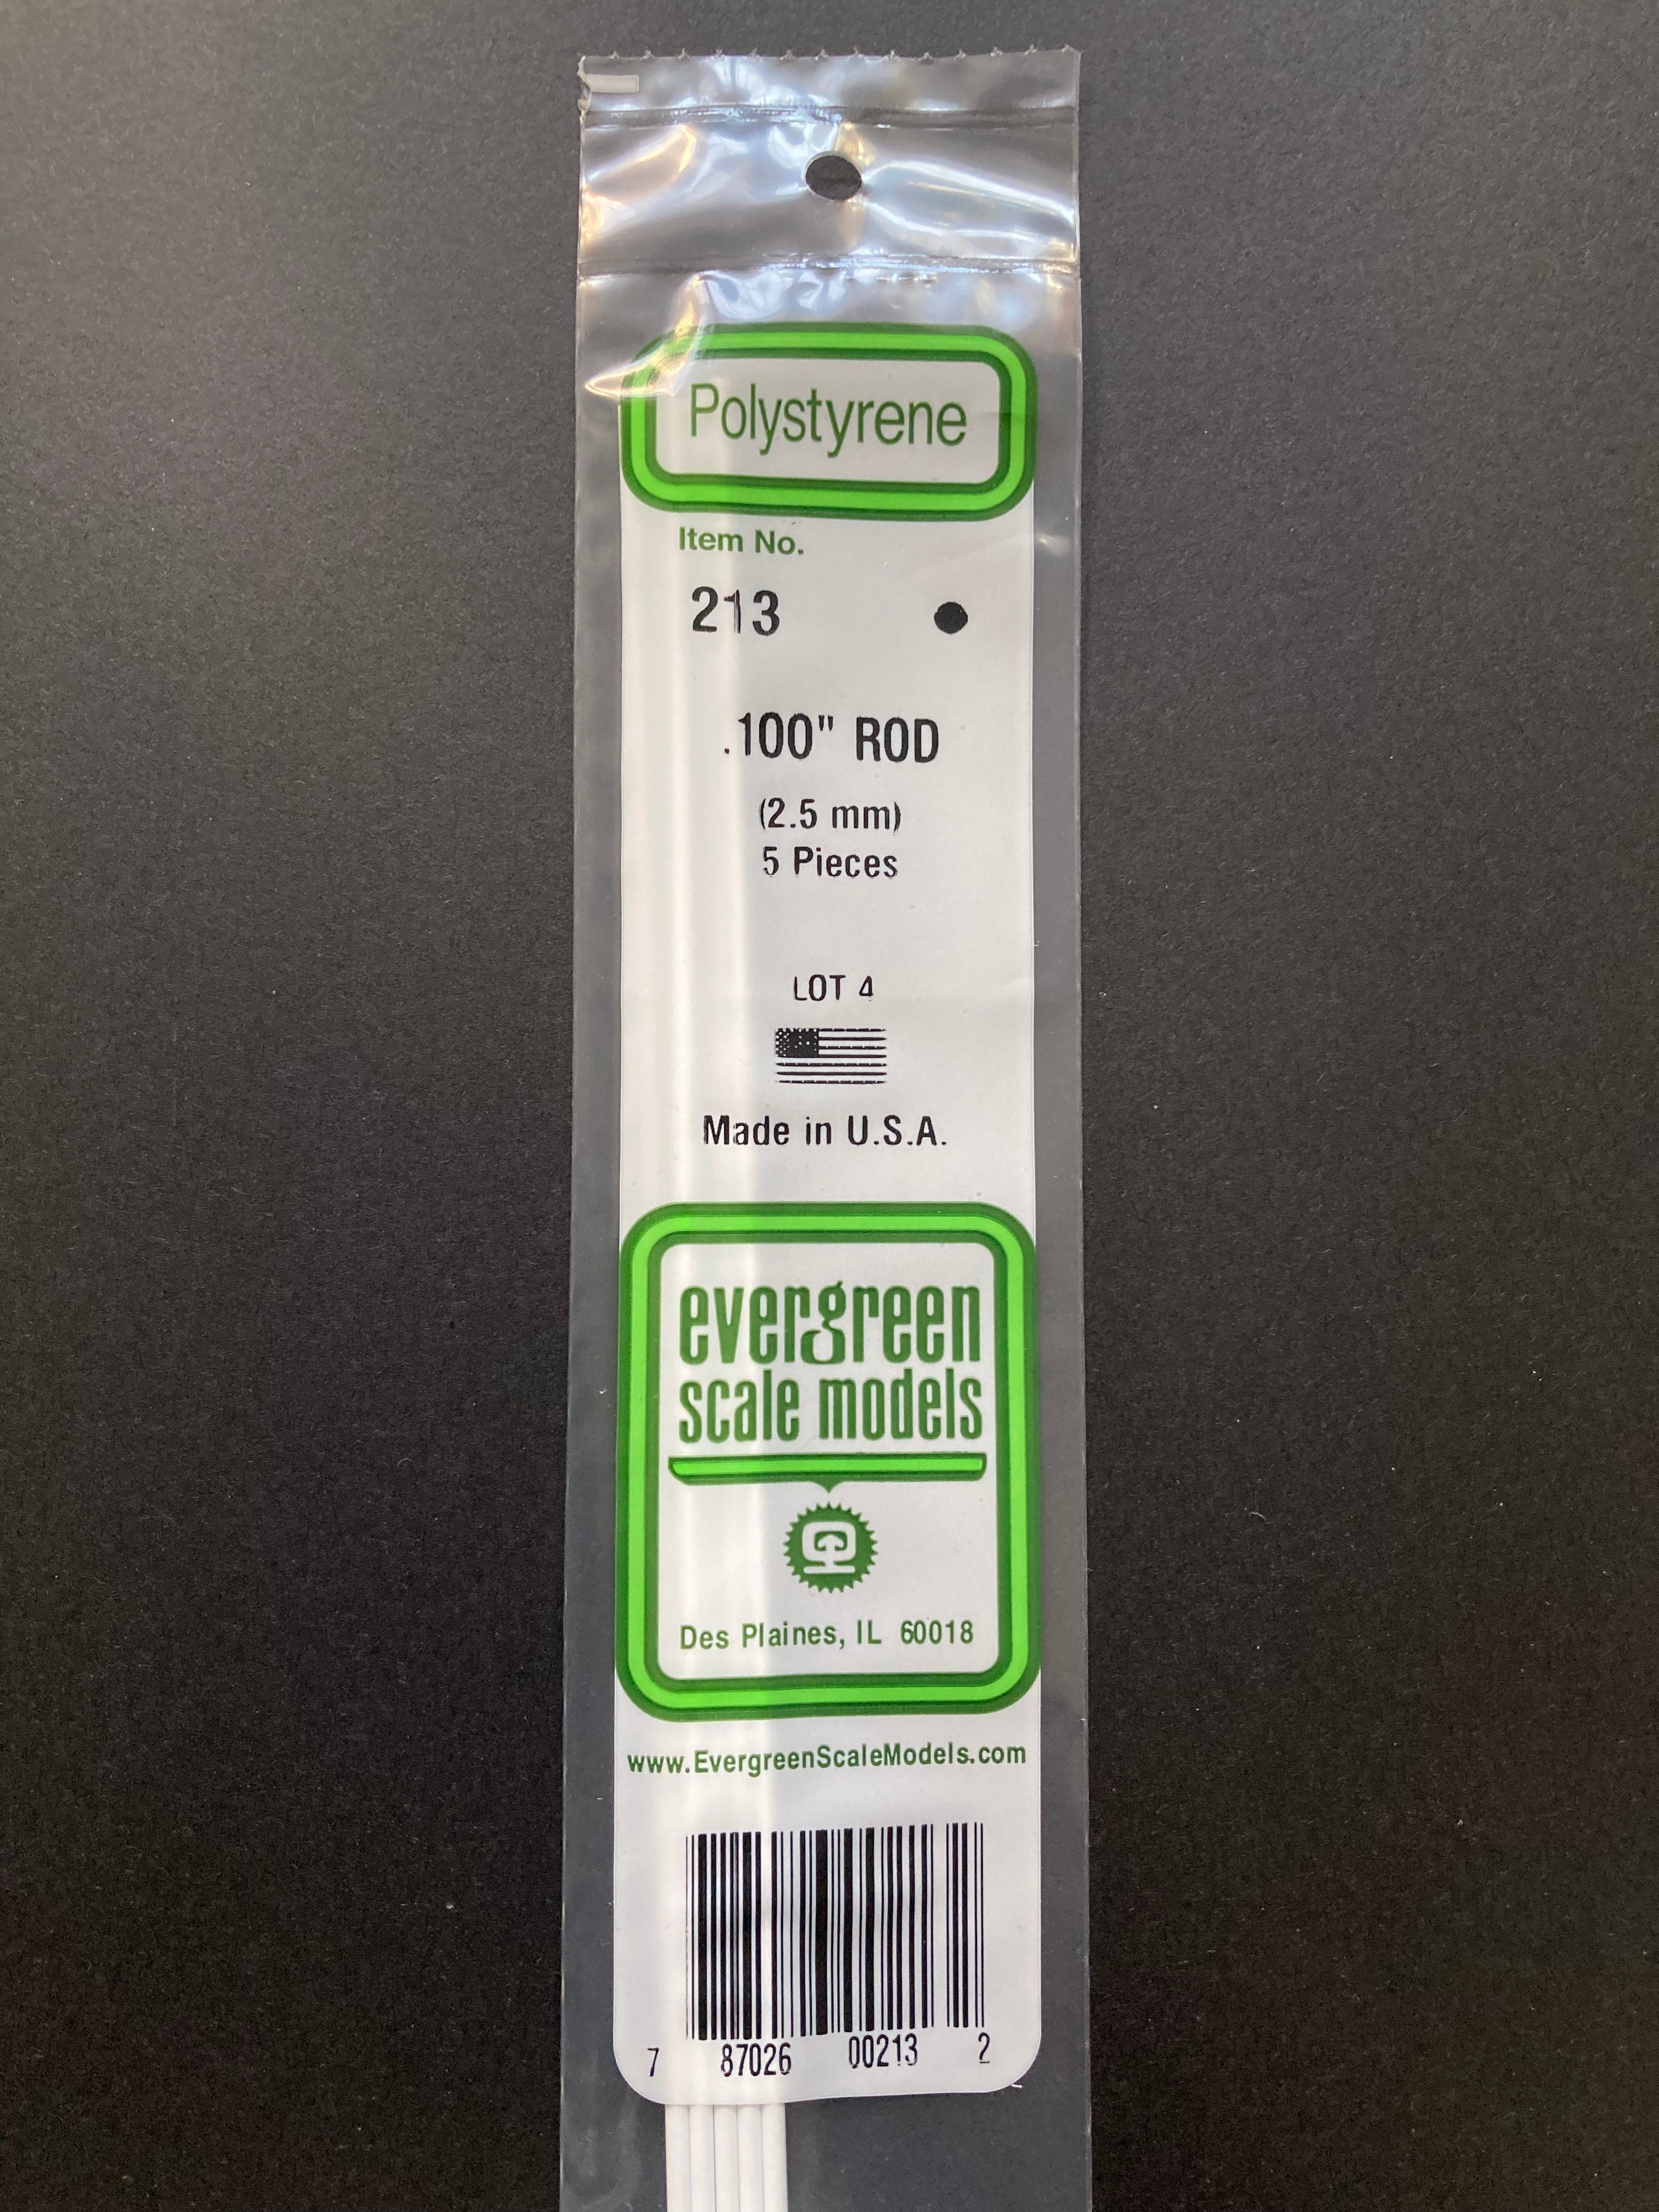 Polystyrene
Item No.
213
.100" ROD
(2.5 mm)
5 Pieces
LOT 4
Made in U.S.A.
evergreen
scale models
Des Plaines, IL 60018
www.EvergreenScaleModels.com
7 87026 00213 2